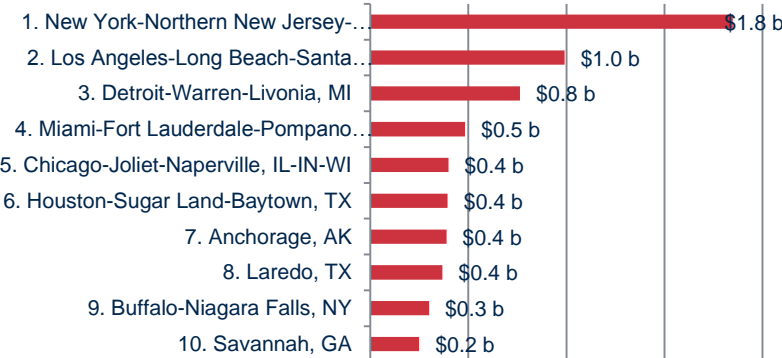 1. New York-Northern New Jersey-… $1.8 b
2. Los Angeles-Long Beach-Santa… $1.0 b
3. Detroit-Warren-Livonia, MI $0.8 b
4. Miami-Fort Lauderdale-Pompano… $0.5 b
5. Chicago-Joliet-Naperville, IL-IN-WI $0.4 b
6. Houston-Sugar Land-Baytown, TX $0.4 b
7. Anchorage, AK $0.4 b
8. Laredo, TX $0.4 b
9. Buffalo-Niagara Falls, NY $0.3 b
10. Savannah, GA $0.2 b